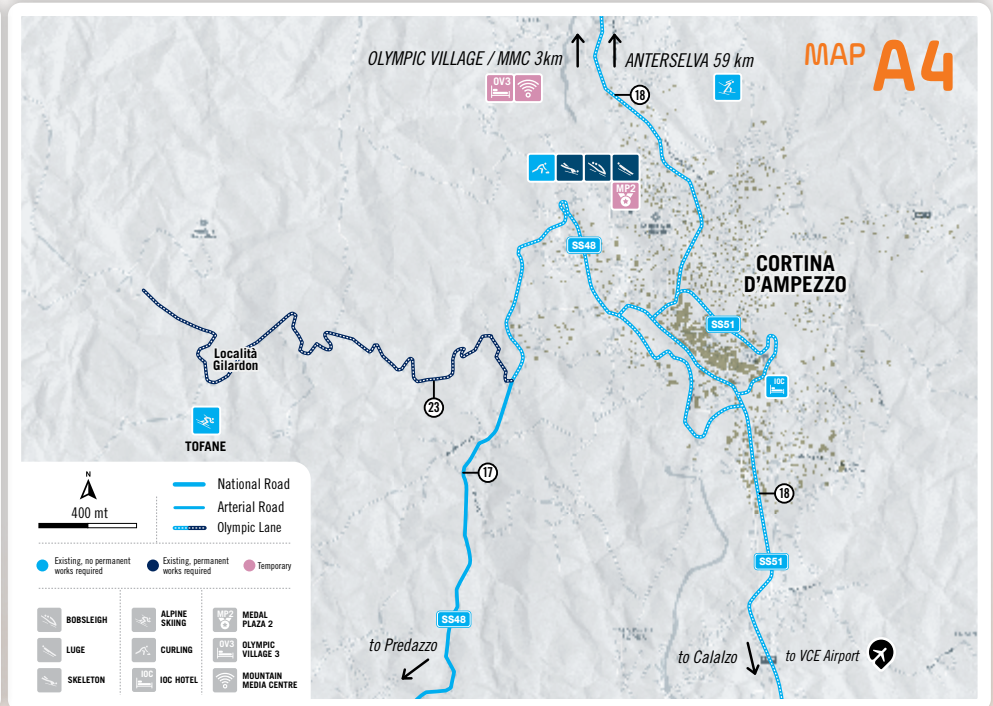 MAP A4
OLYMPIC VILLAGE / MMC 3km
ANTERSELVA 59 km
OV3
18
MP2
SS48
CORTINA
D'AMPEZZO
SS51
Località
Gilardon
IOC
23
TOFANE
17
18
SS51
SS48
to Predazzo
to Calalzo
to VCE Airport
N
400 mt
National Road
Arterial Road
Olympic Lane
Existing, no permanent
works required
Existing, permanent
works required
Temporary
BOBSLEIGH
LUGE
SKELETON
ALPINE
SKIING
CURLING
IOC
IOC HOTEL
MP2
MEDAL
PLAZA 2
OV3
OLYMPIC
VILLAGE 3
MOUNTAIN
MEDIA CENTRE